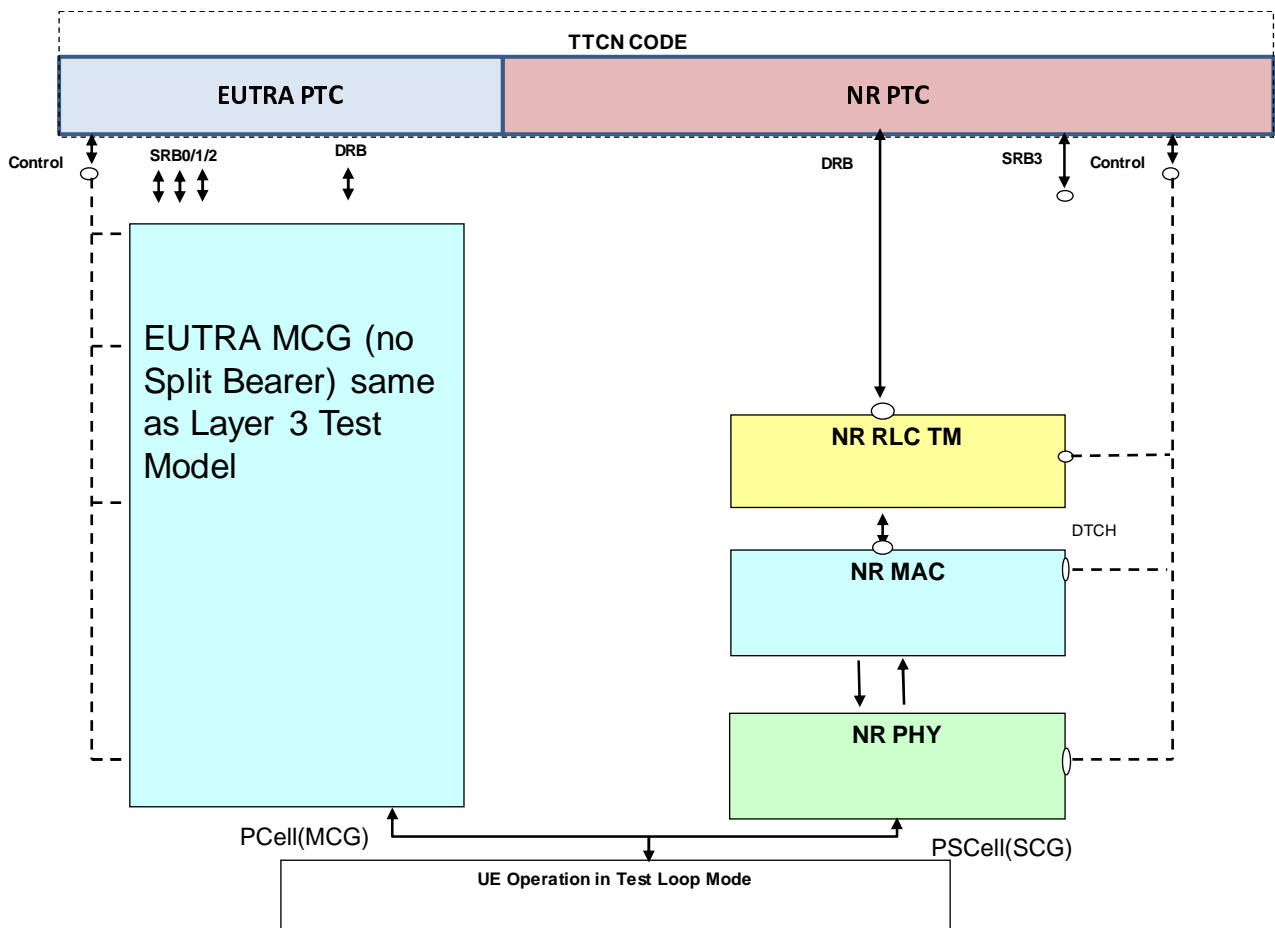 TTCN CODE
EUTRA PTC
NR PTC
Control
SRB0/1/2
DRB
DRB
SRB3
Control
EUTRA MCG (no
Split Bearer) same
as Layer 3 Test
Model
NR RLC TM
DTCH
NR MAC
NR PHY
PCell(MCG)
PSCell(SCG)
UE Operation in Test Loop Mode